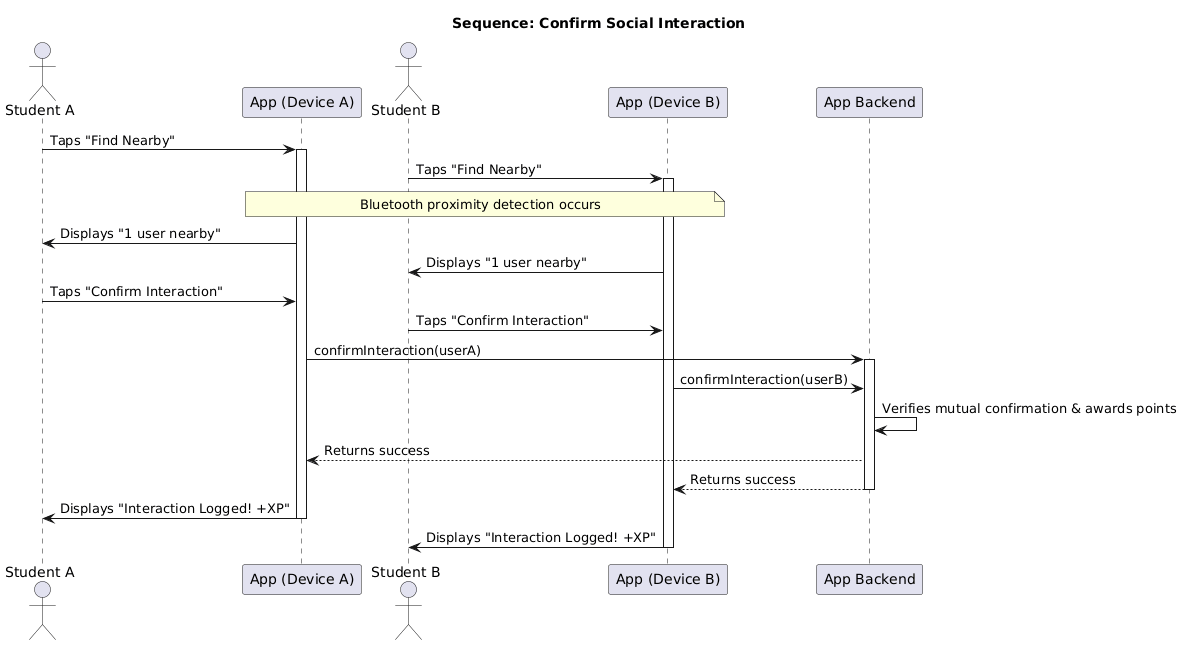 Sequence: Confirm Social Interaction
Student A
App (Device A)
Student B
App (Device B)
App Backend
Taps "Find Nearby"
Taps "Find Nearby"
Bluetooth proximity detection occurs
Displays "1 user nearby"
Displays "1 user nearby"
Taps "Confirm Interaction"
Taps "Confirm Interaction"
confirmInteraction(userA)
confirmInteraction(userB)
Verifies mutual confirmation & awards points
Returns success
Returns success
Displays "Interaction Logged! +XP"
Displays "Interaction Logged! +XP"
Student A
App (Device A)
Student B
App (Device B)
App Backend